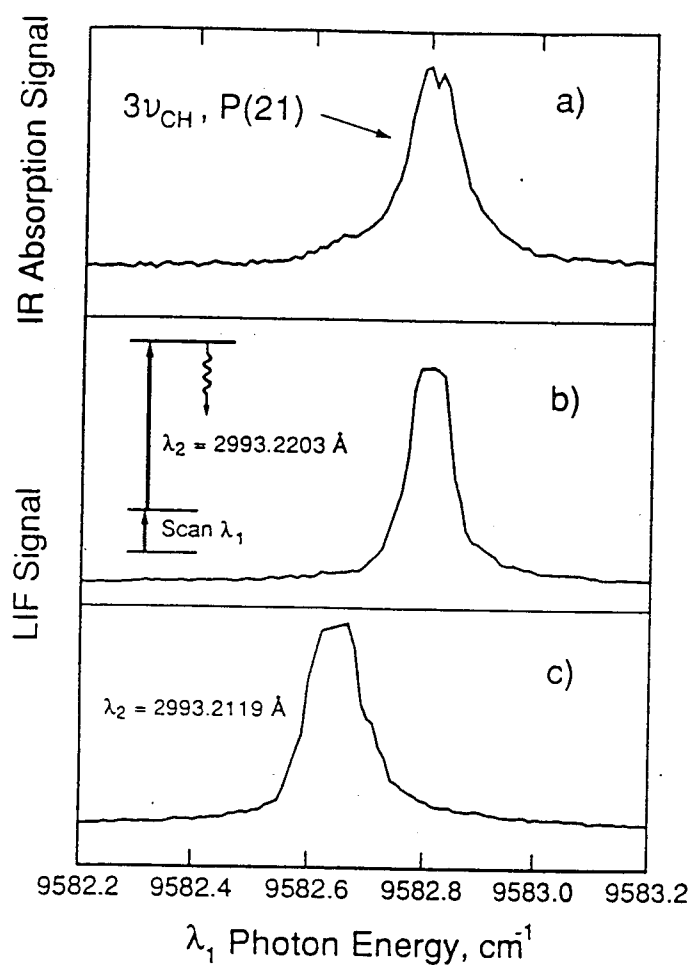 IR Absorption Signal
3νCH, P(21)
a)
LIF Signal
b)
λ2 = 2993.2203 Å
Scan λ1
c)
λ2 = 2993.2119 Å
9582.2 9582.4 9582.6 9582.8 9583.0 9583.2
λ1 Photon Energy, cm-1